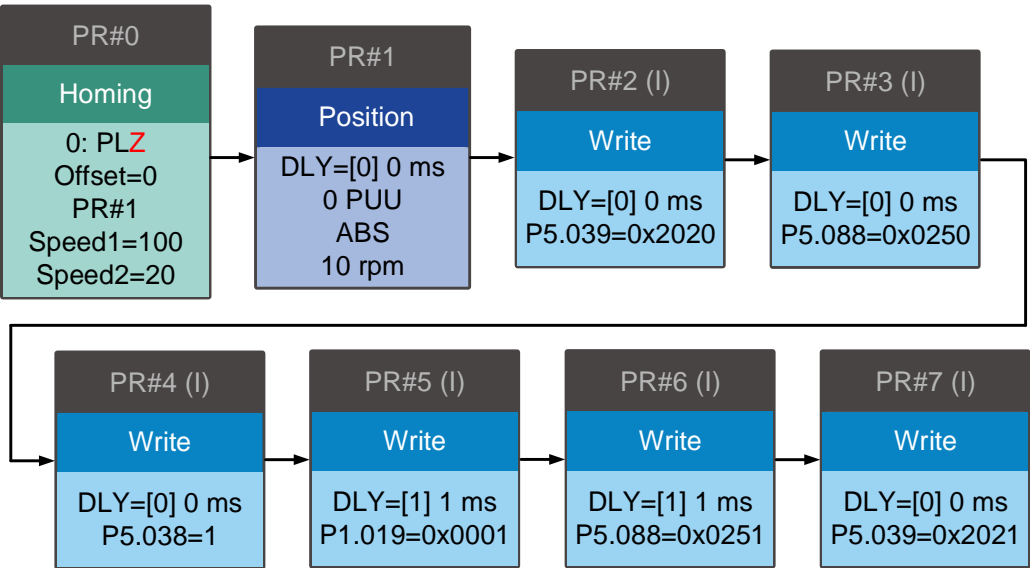 PR#0
Homing
0: PLZ
Offset=0
PR#1
Speed1=100
Speed2=20
PR#1
Position
DLY=[0] 0 ms
0 PUU
ABS
10 rpm
PR#2 (I)
Write
DLY=[0] 0 ms
P5.039=0x2020
PR#3 (I)
Write
DLY=[0] 0 ms
P5.088=0x0250
PR#4 (I)
Write
DLY=[0] 0 ms
P5.038=1
PR#5 (I)
Write
DLY=[1] 1 ms
P1.019=0x0001
PR#6 (I)
Write
DLY=[1] 1 ms
P5.088=0x0251
PR#7 (I)
Write
DLY=[0] 0 ms
P5.039=0x2021